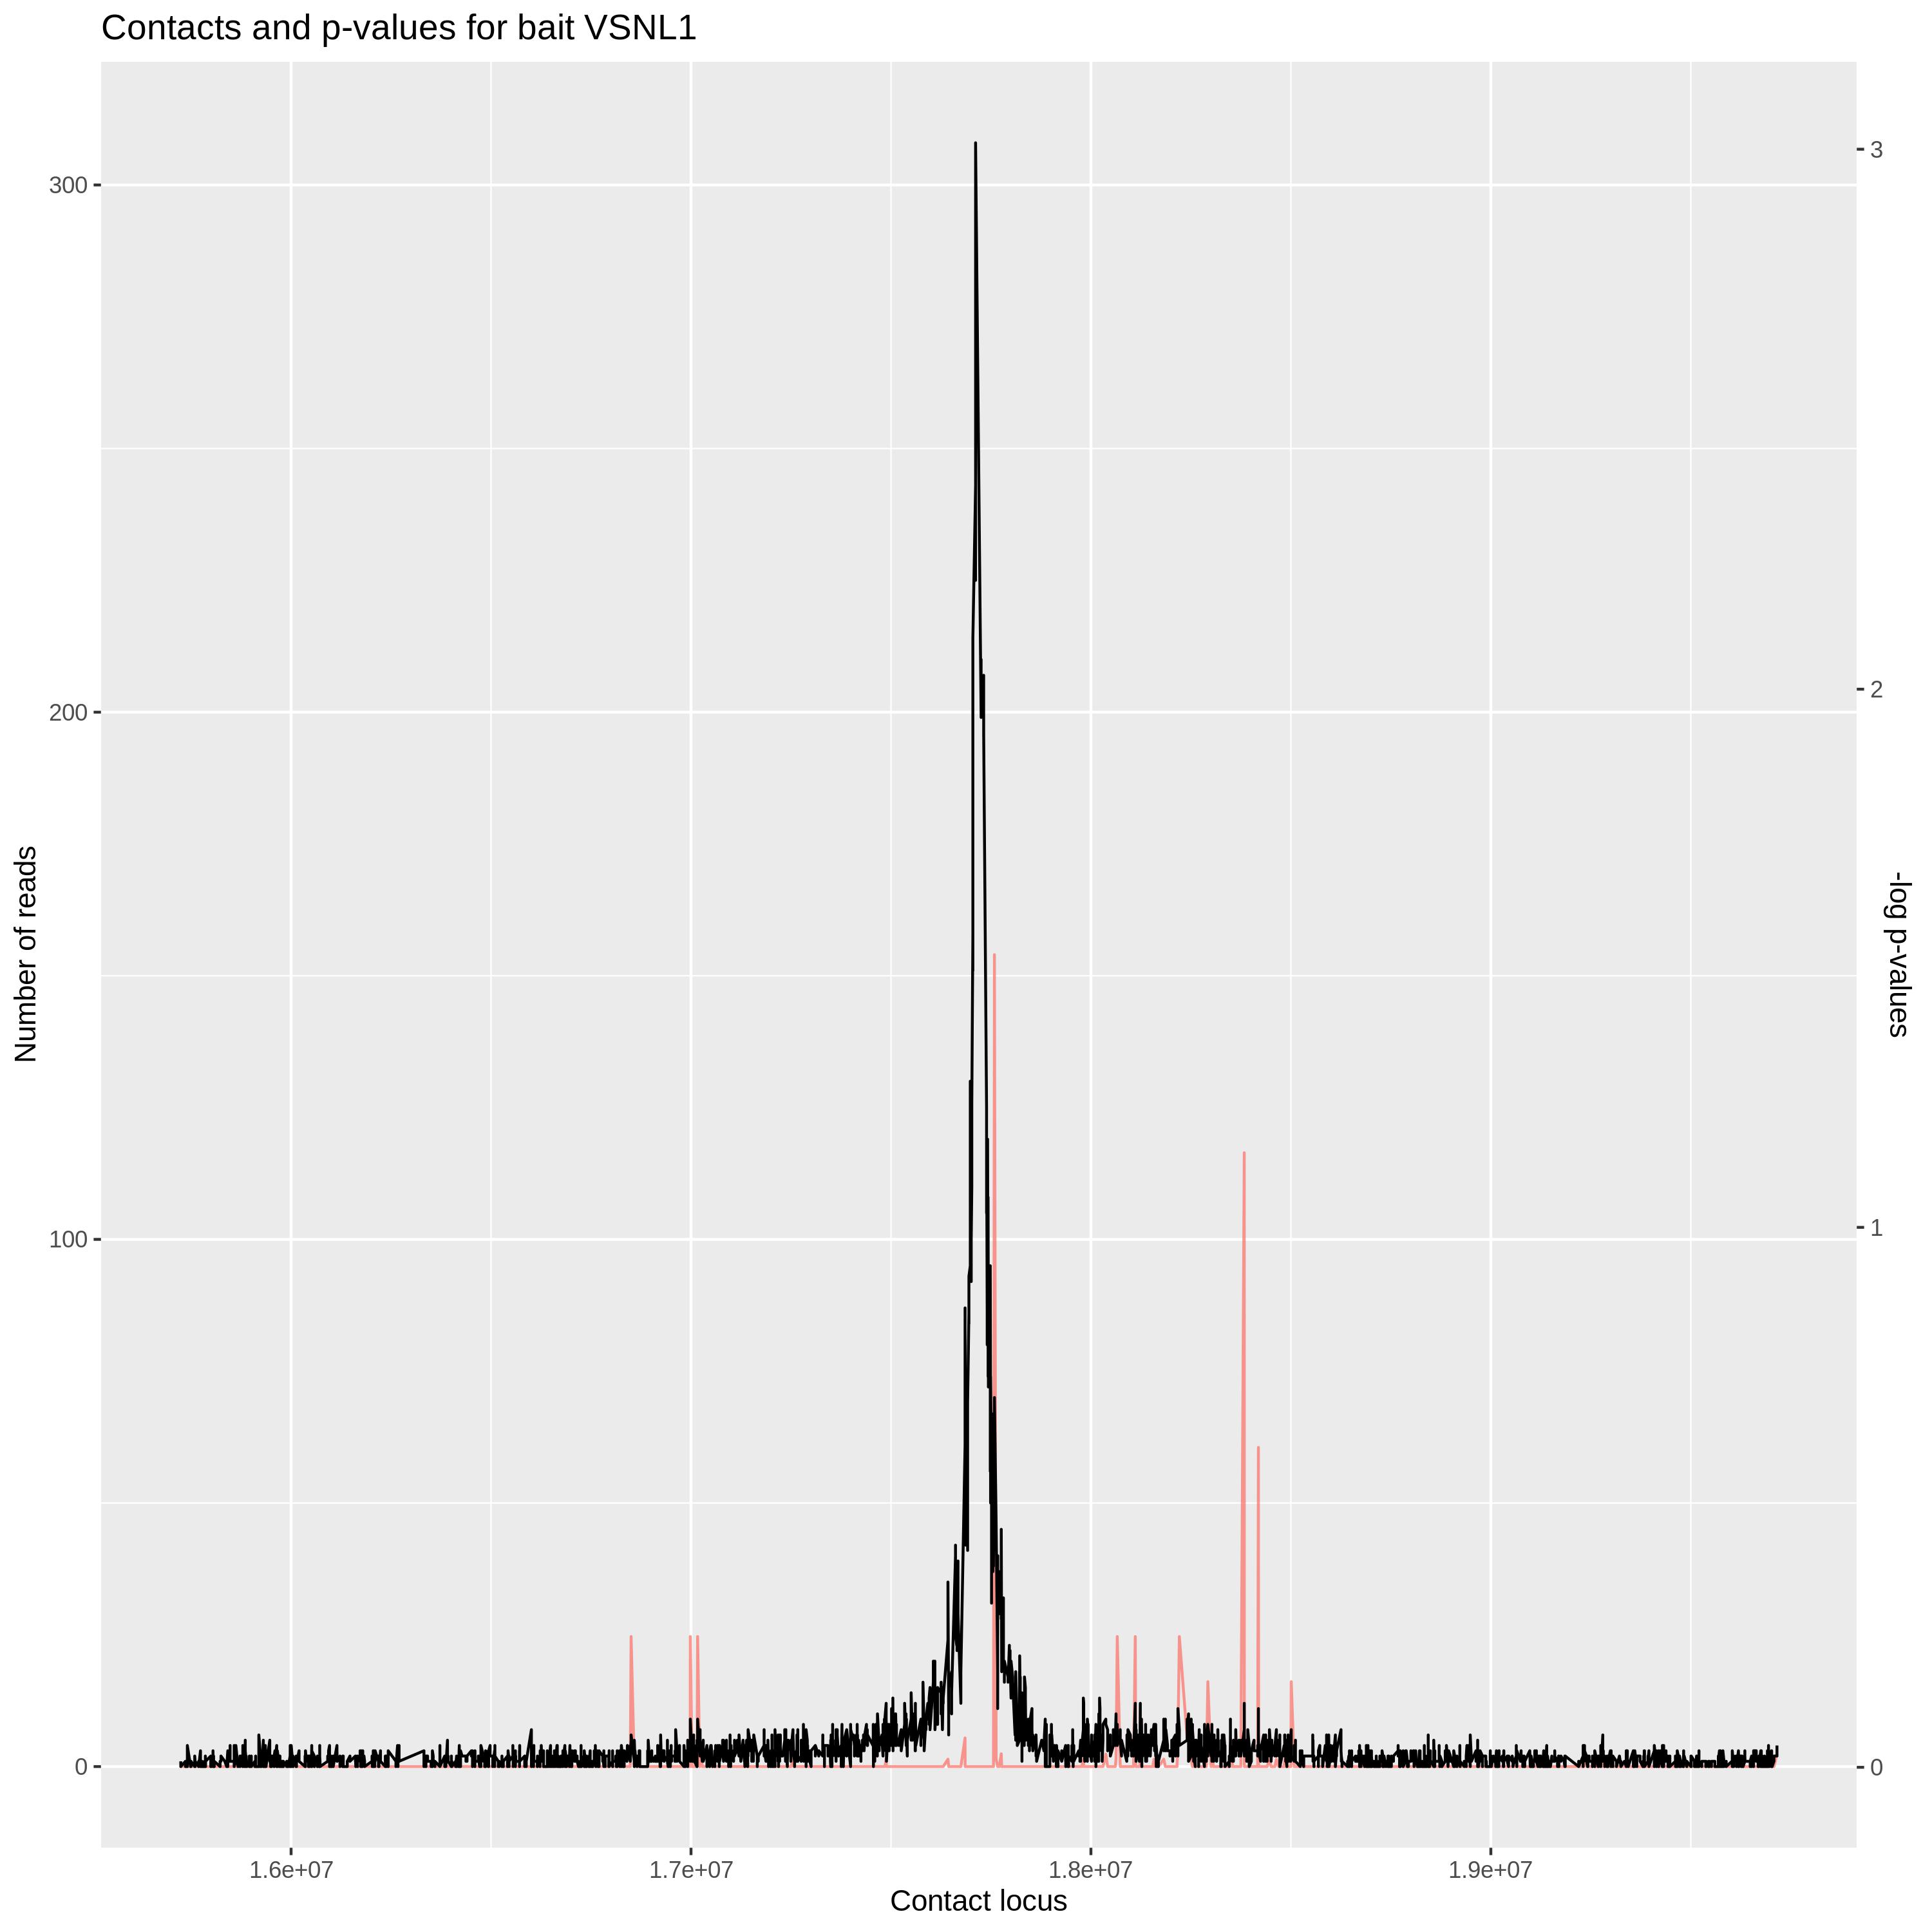 Contacts and p-values for bait VSNL1
Number of reads
300
200
100
0
3
2
1
0
-log p-values
1.6e+07
1.7e+07
1.8e+07
1.9e+07
Contact locus